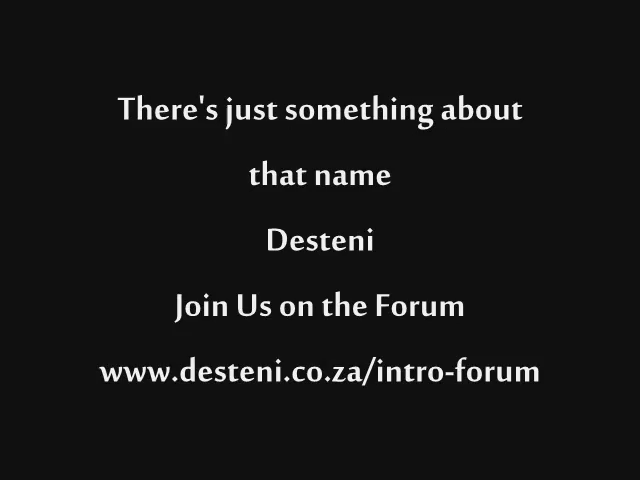 There's just something about
that name
Desteni
Join Us on the Forum
www.desteni.co.za/intro-forum